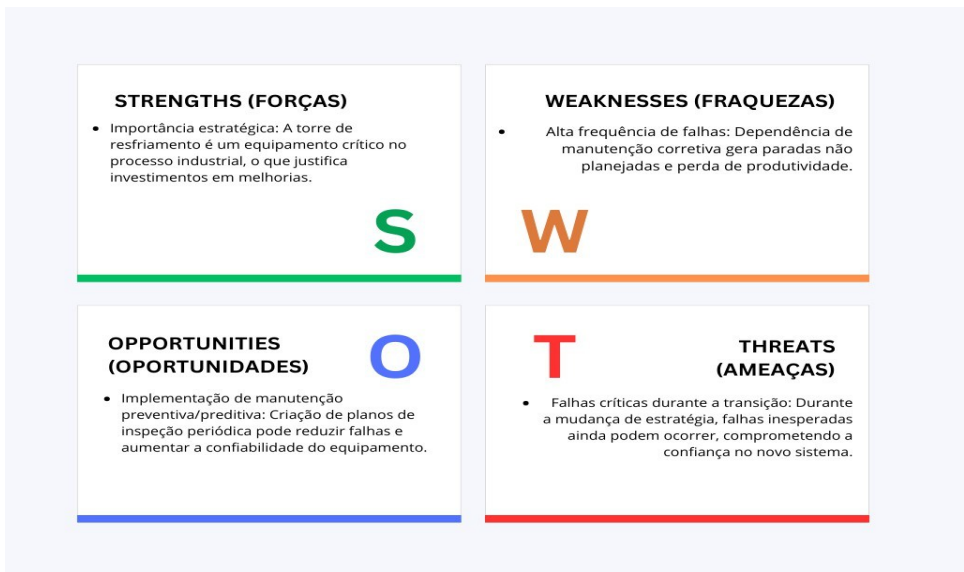 STRENGTHS (FORÇAS)
• Importância estratégica: A torre de
resfriamento é um equipamento crítico no
processo industrial, o que justifica
investimentos em melhorias.
S
WEAKNESSES (FRAQUEZAS)
• Alta frequência de falhas: Dependência de
manutenção corretiva gera paradas não
planejadas e perda de produtividade.
W
OPPORTUNITIES
(OPORTUNIDADES)
O
• Implementação de manutenção
preventiva/preditiva: Criação de planos de
inspeção periódica pode reduzir falhas e
aumentar a confiabilidade do equipamento.
T
THREATS
(AMEAÇAS)
• Falhas críticas durante a transição: Durante
a mudança de estratégia, falhas inesperadas
ainda podem ocorrer, comprometendo a
confiança no novo sistema.